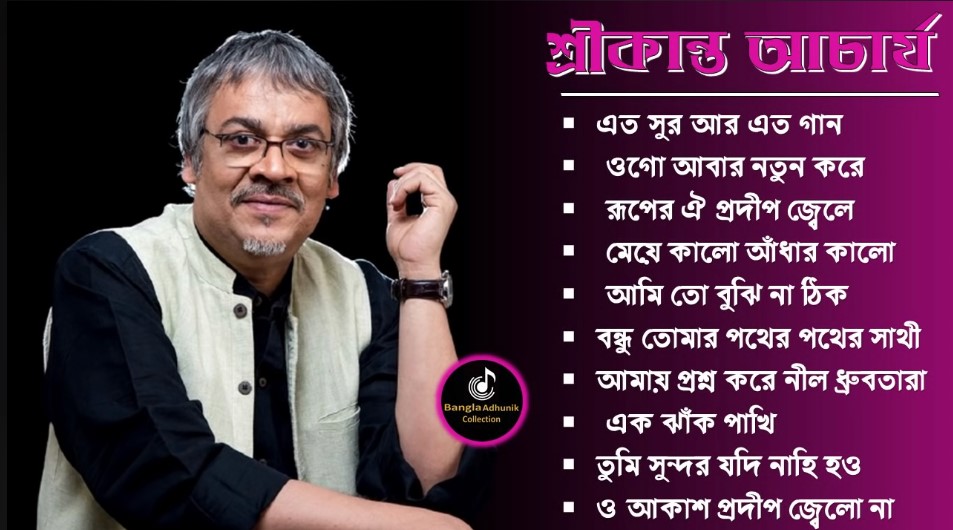 শ্রীকান্ত আচার্য
এত সুর আর এত গান
ওগো আবার নতুন করে
রূপের ঐ প্রদীপ জ্বেলে
মেযে কালো আঁধার কালো
আমি তো বুঝি না ঠিক
বন্ধু তোমার পথের পথের সাথী
আমায় প্রশ্ন করে নীল ধ্রুবতারা
Bangla Adhunik
Collection
এক ঝাঁক পাখি
তুমি সুন্দর যদি নাহি হও
ও আকাশ প্রদীপ জ্বেলো না